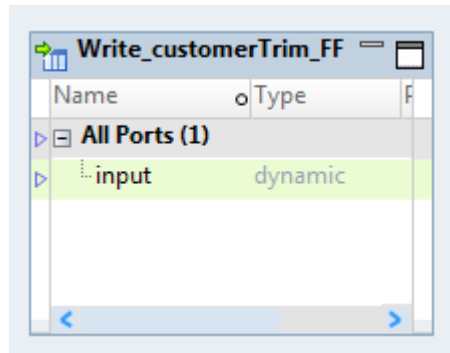 Write_customerTrim_FF
Name Type
All Ports (1)
input dynamic